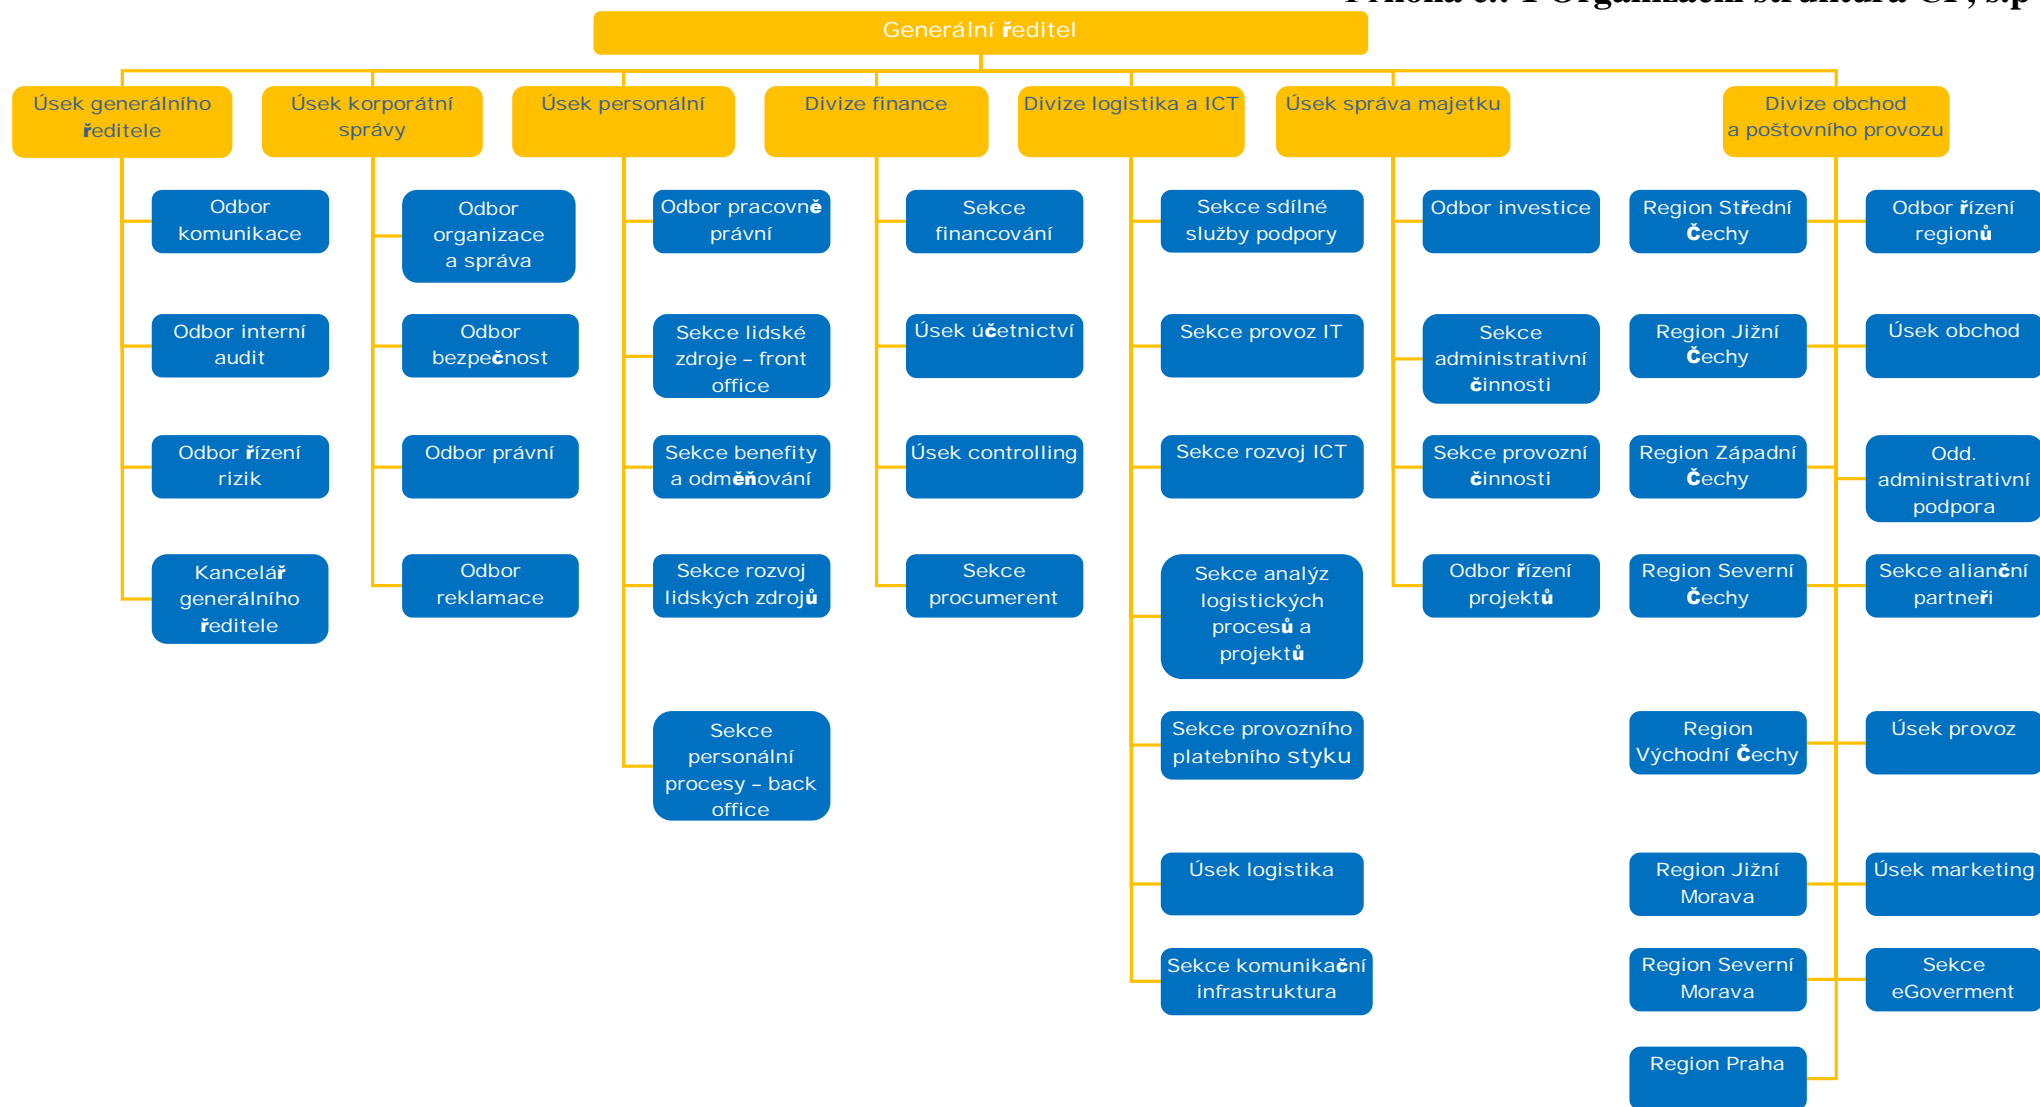 Příloha č.: 1 Organizační struktura ČP, s.p
Generální ředitel
Úsek generálního
ředitele
Úsek korporátní
správy
Úsek personální
Divize finance
Divize logistika a ICT
Úsek správa majetku
Divize obchod
a poštovního provozu
Odbor
komunikace
Odbor interní
audit
Odbor řízení
rizik
Kancelář
generálního
ředitele
Odbor
organizace
a správa
Odbor
bezpečnost
Odbor právní
Odbor
reklamace
Odbor pracovně
právní
Sekce lidské
zdroje – front
office
Sekce benefity
a odměňování
Sekce rozvoj
lidských zdrojů
Sekce
personální
procesy – back
office
Sekce
financování
Úsek účetnictví
Úsek controlling
Sekce
procumerent
Sekce sdílné
služby podpory
Sekce provoz IT
Sekce rozvoj ICT
Sekce analýz
logistických
procesů a
projektů
Sekce provozního
platebního styku
Úsek logistika
Sekce komunikační
infrastruktura
Odbor investice
Sekce
administrativní
činnosti
Sekce provozní
činnosti
Odbor řízení
projektů
Region Střední
Čechy
Region Jižní
Čechy
Region Západní
Čechy
Region Severní
Čechy
Region
Východní Čechy
Region Jižní
Morava
Region Severní
Morava
Region Praha
Odbor řízení
regionů
Úsek obchod
Odd.
administrativní
podpora
Sekce alianční
partneři
Úsek provoz
Úsek marketing
Sekce
eGoverment